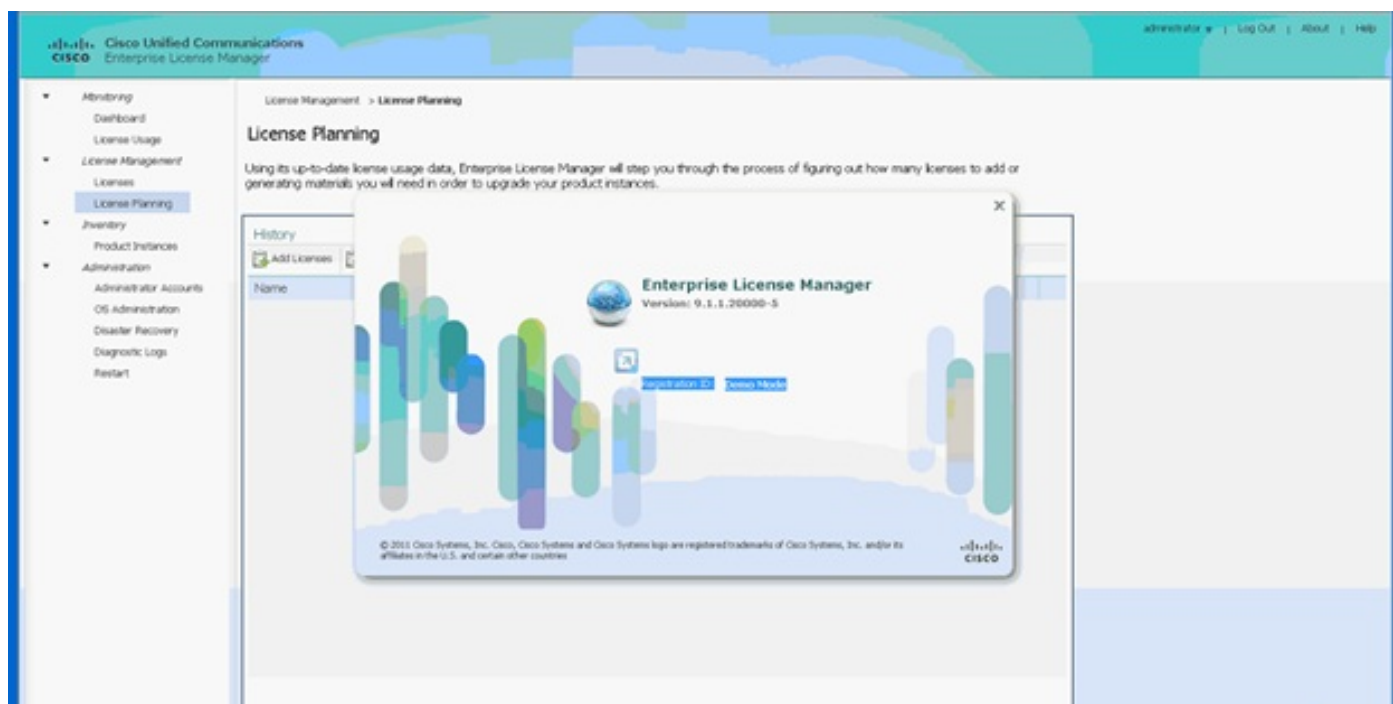 Cisco Unified Communications
CISCO Enterprise License Manager
administrator | Log Out | About | Help
Monitoring
Dashboard
License Usage
License Management
Licenses
License Planning
Inventory
Product Instances
Administration
Administrator Accounts
OS Administration
Disaster Recovery
Diagnostic Logs
Restart
License Management > License Planning
License Planning
Using its up-to-date license usage data, Enterprise License Manager will step you through the process of figuring out how many licenses to add or
generating materials you will need in order to upgrade your product instances.
History
Add Licenses
Name
×
Enterprise License Manager
Version: 9.1.1.20000-5
Registration ID: Demo Mode
© 2011 Cisco Systems, Inc. Cisco, Cisco Systems and Cisco Systems logo are registered trademarks of Cisco Systems, Inc. and/or its
affiliates in the U.S. and certain other countries
CISCO